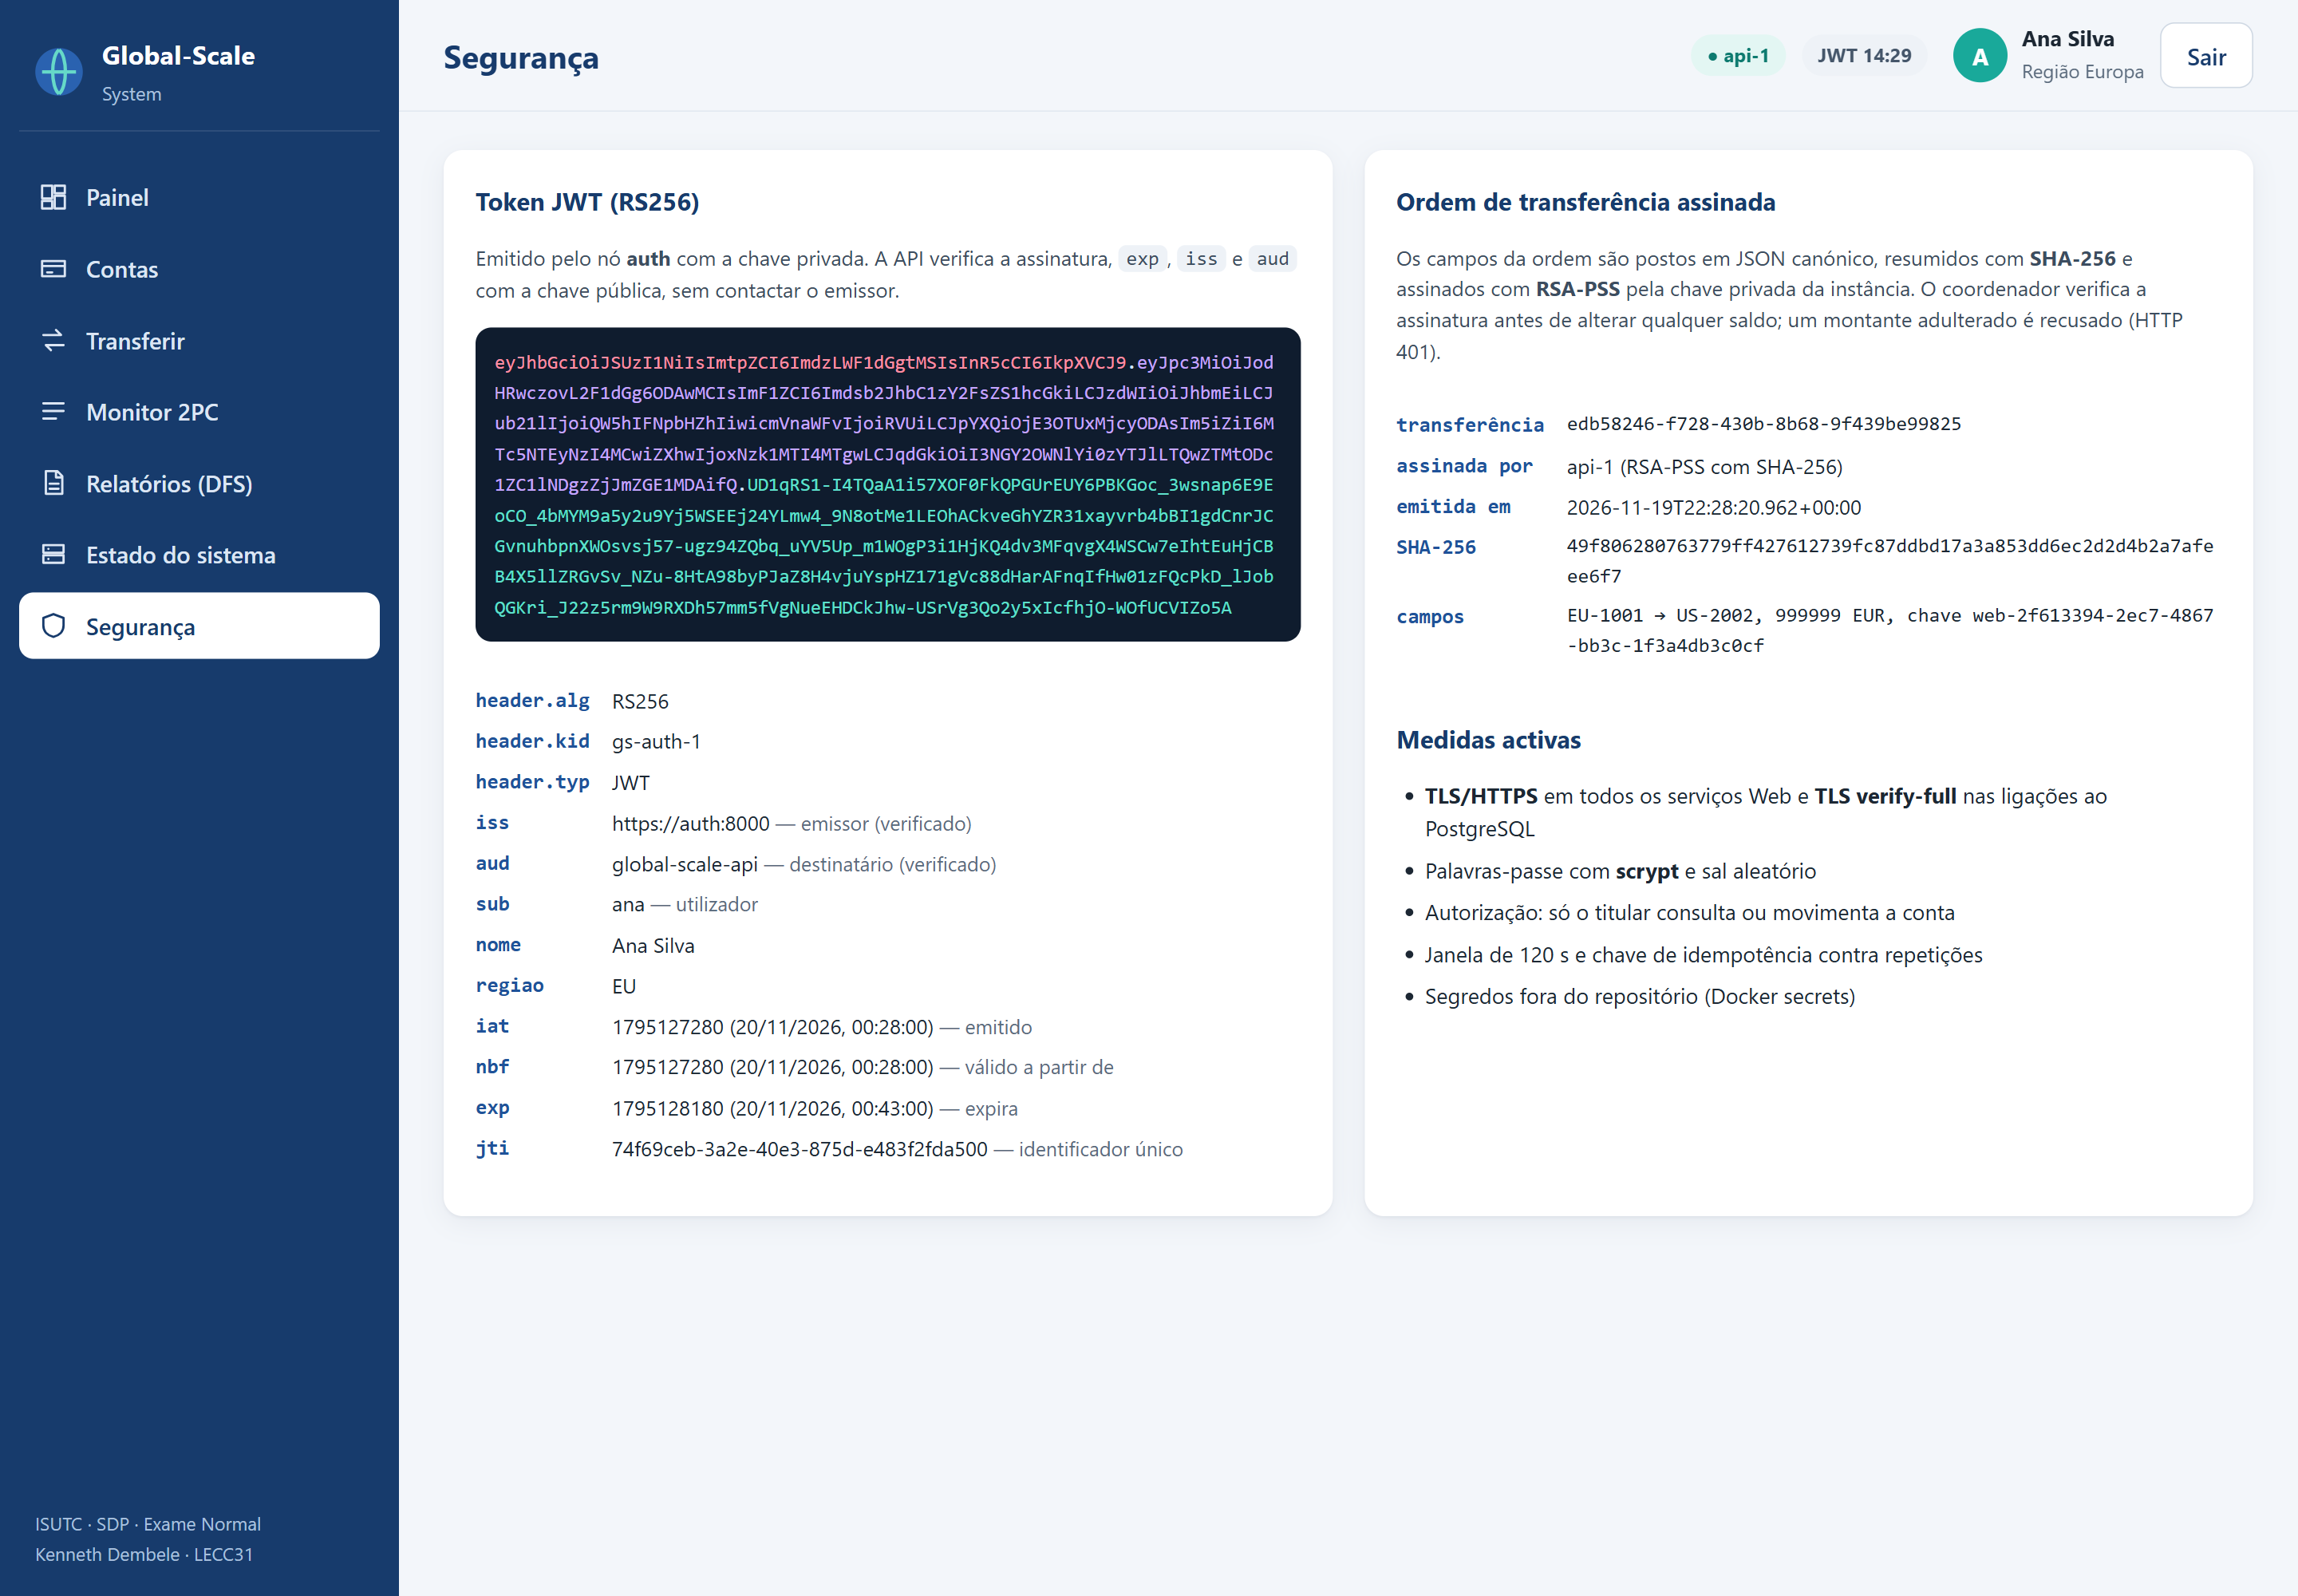 Global-Scale
System
Painel
Contas
Transferir
Monitor 2PC
Relatórios (DFS)
Estado do sistema
Segurança
ISUTC · SDP · Exame Normal
Kenneth Dembele · LECC31
Segurança
● api-1
JWT 14:29
A
Ana Silva
Região Europa
Sair
Token JWT (RS256)
Emitido pelo nó auth com a chave privada. A API verifica a assinatura, exp, iss e aud
com a chave pública, sem contactar o emissor.
eyJhbGciOiJSUzI1NiIsImtpZCI6ImdzLWF1dGgtMSIsInR5cCI6IkpXVCJ9.eyJpc3MiOiJod
HRwczovL2F1dGg6ODAwMCIsImF1ZCI6Imdsb2JhbC1zY2FsZS1hcGkiLCJzdWIiOiJhbmEiLCJ
ub21lIjoiQW5hIFNpbHZhIiwicmVnaWFvIjoiRVUiLCJpYXQiOjE3OTUxMjcyODAsIm5iZiI6M
Tc5NTEyNzI4MCwiZXhwIjoxNzk1MTI4MTgwLCJqdGkiOiI3NGY2OWNlYi0zYTJlLTQwZTMtODc
1ZC1lNDgzZjJmZGE1MDAifQ.UD1qRS1-I4TQaA1i57XOF0FkQPGUrEUY6PBKGoc_3wsnap6E9E
oCO_4bMYM9a5y2u9Yj5WSEEj24YLmw4_9N8otMe1LEOhACkveGhYZR31xayvrb4bBI1gdCnrJC
GvnuhbpnXWOsvsj57-ugz94ZQbq_uYV5Up_m1WOgP3i1HjKQ4dv3MFqvgX4WSCw7eIhtEuHjCB
B4X5llZRGvSv_NZu-8HtA98byPJaZ8H4vjuYspHZ171gVc88dHarAFnqIfHw01zFQcPkD_lJob
QGKri_J22z5rm9W9RXDh57mm5fVgNueEHDCkJhw-USrVg3Qo2y5xIcfhjO-WOfUCVIZo5A
header.alg RS256
header.kid gs-auth-1
header.typ JWT
iss https://auth:8000 — emissor (verificado)
aud global-scale-api — destinatário (verificado)
sub ana — utilizador
nome Ana Silva
regiao EU
iat 1795127280 (20/11/2026, 00:28:00) — emitido
nbf 1795127280 (20/11/2026, 00:28:00) — válido a partir de
exp 1795128180 (20/11/2026, 00:43:00) — expira
jti 74f69ceb-3a2e-40e3-875d-e483f2fda500 — identificador único
Ordem de transferência assinada
Os campos da ordem são postos em JSON canónico, resumidos com SHA-256 e
assinados com RSA-PSS pela chave privada da instância. O coordenador verifica a
assinatura antes de alterar qualquer saldo; um montante adulterado é recusado (HTTP
401).
transferência edb58246-f728-430b-8b68-9f439be99825
assinada por api-1 (RSA-PSS com SHA-256)
emitida em 2026-11-19T22:28:20.962+00:00
SHA-256 49f806280763779ff427612739fc87ddbd17a3a853dd6ec2d2d4b2a7afe
ee6f7
campos EU-1001 → US-2002, 999999 EUR, chave web-2f613394-2ec7-4867
-bb3c-1f3a4db3c0cf
Medidas activas
• TLS/HTTPS em todos os serviços Web e TLS verify-full nas ligações ao
PostgreSQL
• Palavras-passe com scrypt e sal aleatório
• Autorização: só o titular consulta ou movimenta a conta
• Janela de 120 s e chave de idempotência contra repetições
• Segredos fora do repositório (Docker secrets)